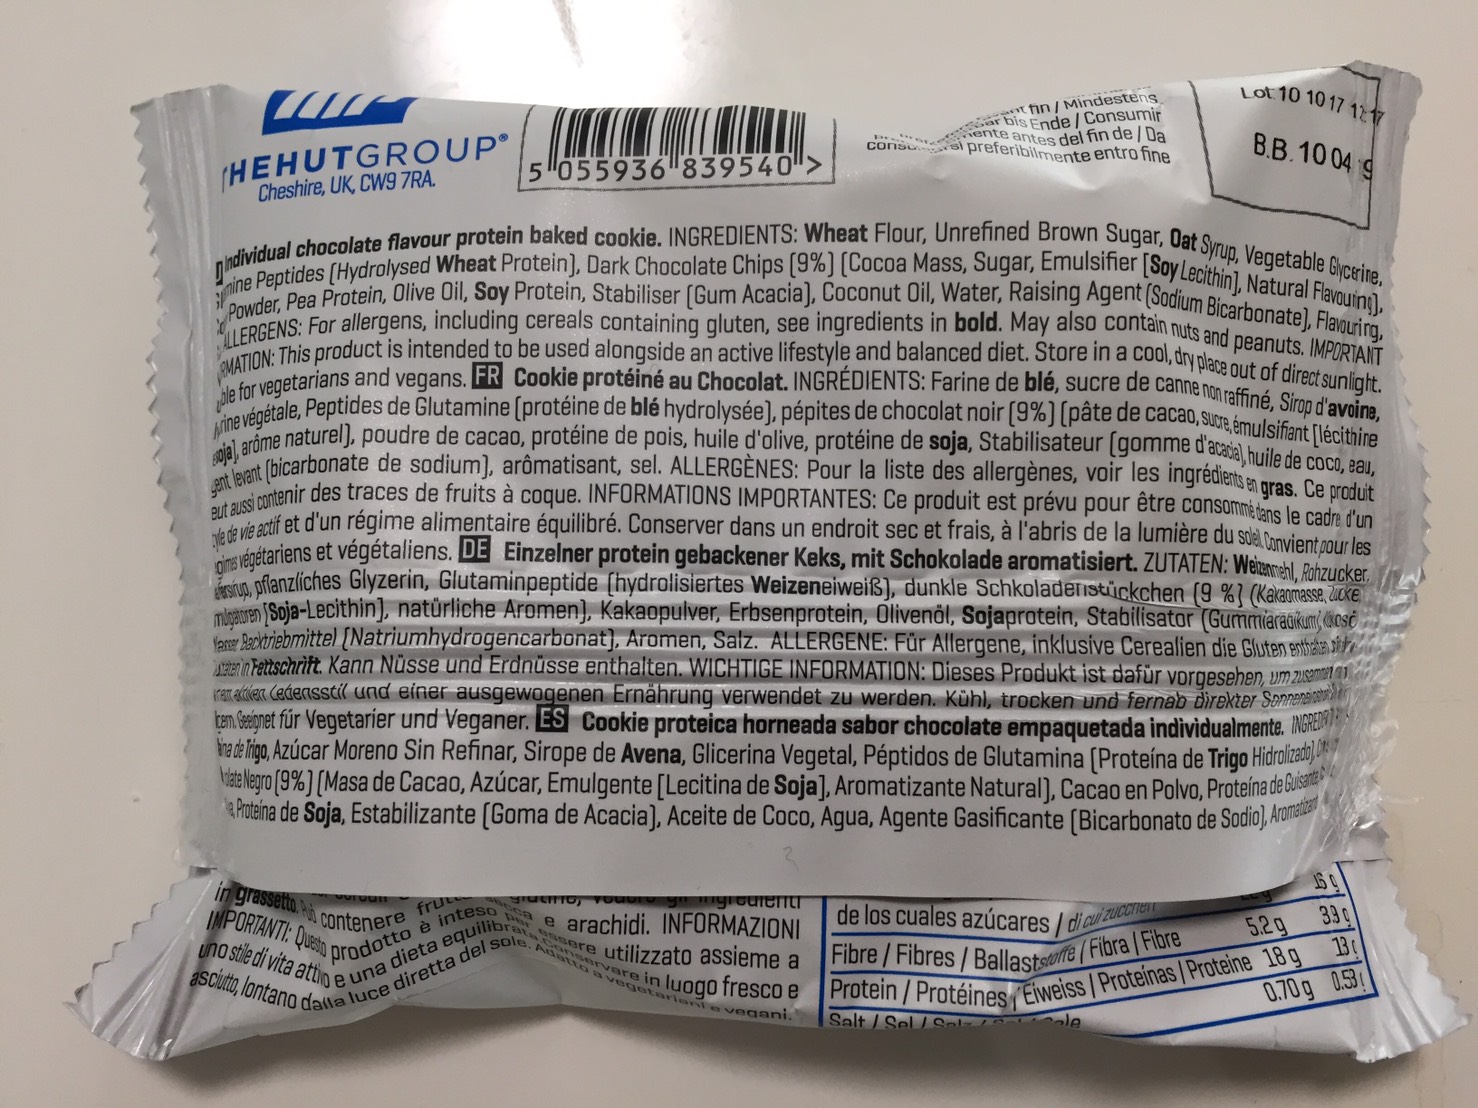 THEHUTGROUP®
Cheshire, UK, CW9 7RA.
5 055936 839540 >
fin / Mindestens
bis Ende / Consumir
antes del fin de / Da
preferibilmente entro fine
Lot 10 10 17 17:17
B.B. 10 04
Individual chocolate flavour protein baked cookie. INGREDIENTS: Wheat Flour, Unrefined Brown Sugar, Oat Syrup, Vegetable Glycerine,
Peptides [Hydrolysed Wheat Protein], Dark Chocolate Chips (9%) (Cocoa Mass, Sugar, Emulsifier [Soy Lecithin], Natural Flavouring),
Powder, Pea Protein, Olive Oil, Soy Protein, Stabiliser (Gum Acacia), Coconut Oil, Water, Raising Agent (Sodium Bicarbonate), Flavouring,
ALLERGENS: For allergens, including cereals containing gluten, see ingredients in bold. May also contain nuts and peanuts. IMPORTANT
This product is intended to be used alongside an active lifestyle and balanced diet. Store in a cool, dry place out of direct sunlight.
for vegetarians and vegans. FR Cookie protéiné au Chocolat. INGRÉDIENTS: Farine de blé, sucre de canne non raffiné, Sirop d'avoine,
végétale, Peptides de Glutamine (protéine de blé hydrolysée), pépites de chocolat noir (9%) (pâte de cacao, sucre, émulsifiant [lécithine
arôme naturel), poudre de cacao, protéine de pois, huile d'olive, protéine de soja, Stabilisateur (gomme d'acacia), huile de coco, eau,
levant (bicarbonate de sodium), arômatisant, sel. ALLERGÈNES: Pour la liste des allergènes, voir les ingrédients en gras. Ce produit
aussi contenir des traces de fruits à coque. INFORMATIONS IMPORTANTES: Ce produit est prévu pour être consommé dans le cadre d'un
de vie actif et d'un régime alimentaire équilibré. Conserver dans un endroit sec et frais, à l'abris de la lumière du soleil. Convient pour les
végétariens et végétaliens. DE Einzelner protein gebackener Keks, mit Schokolade aromatisiert. ZUTATEN: Weizenmehl, Rohzucker,
pflanzliches Glyzerin, Glutaminpeptide (hydrolisiertes Weizeneiweiß), dunkle Schkoladenstückchen (9 %) (Kakaomasse,
[Soja-Lecithin], natürliche Aromen), Kakaopulver, Erbsenprotein, Olivenöl, Sojaprotein, Stabilisator
Backtriebmittel (Natriumhydrogencarbonat), Aromen, Salz. ALLERGENE: Für Allergene, inklusive Cerealien die Gluten enthalten
in Fettschrift. Kann Nüsse und Erdnüsse enthalten. WICHTIGE INFORMATION: Dieses Produkt ist dafür vorgesehen, um
und einer ausgewogenen Ernährung verwendet zu werden. Kühl, trocken und fernab direkter
Geeignet für Vegetarier und Veganer. ES Cookie proteica horneada sabor chocolate empaquetada individualmente.
de Trigo, Azúcar Moreno Sin Refinar, Sirope de Avena, Glicerina Vegetal, Péptidos de Glutamina (Proteína de Trigo Hidrolizado),
Negro (9%) (Masa de Cacao, Azúcar, Emulgente [Lecitina de Soja], Aromatizante Natural), Cacao en Polvo, Proteína de
Proteína de Soja, Estabilizante (Goma de Acacia), Aceite de Coco, Agua, Agente Gasificante (Bicarbonato de Sodio),
in grassetto. Può contenere frutta secca e arachidi. INFORMAZIONI
IMPORTANTI: Questo prodotto è inteso per essere utilizzato assieme a
uno stile di vita attivo e una dieta equilibrata. Conservare in luogo fresco e
asciutto, lontano dalla luce diretta del sole. Adatto a vegetariani e vegani.
de los cuales azúcares / di cui zuccheri
Fibre / Fibres / Ballaststoffe / Fibra | Fibre 5.2g
Protein / Protéines / Eiweiss | Proteínas | Proteine 18 g
Salt / Sel 0.70 g